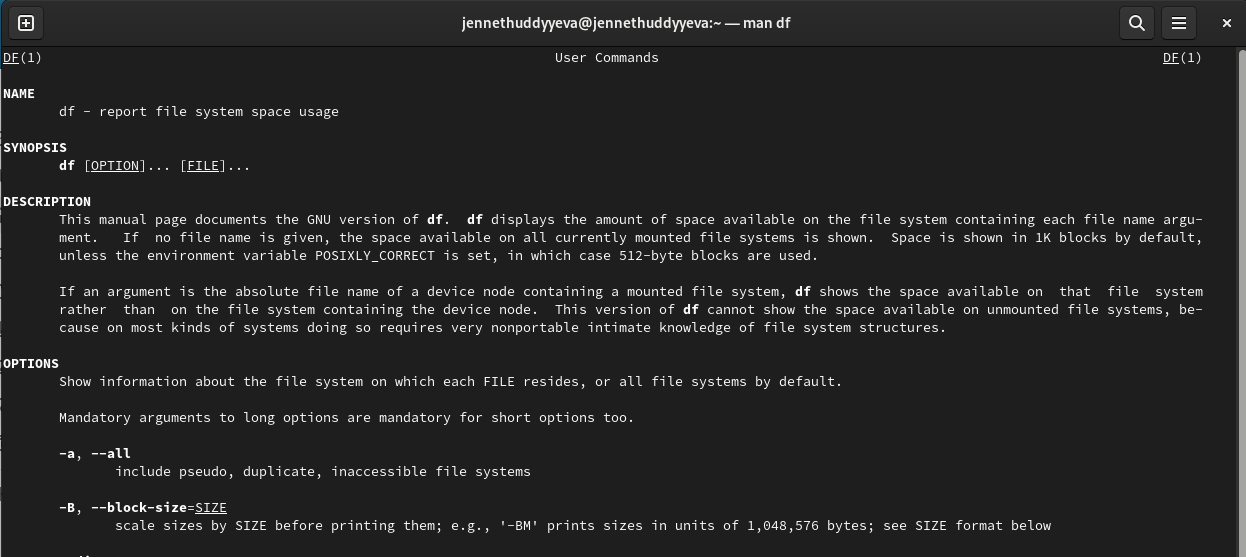 jennethuddyyeva@jennethuddyyeva:~ — man df
DF(1) User Commands DF(1)
NAME
df - report file system space usage
SYNOPSIS
df [OPTION]... [FILE]...
DESCRIPTION
This manual page documents the GNU version of df. df displays the amount of space available on the file system containing each file name argu-
ment. If no file name is given, the space available on all currently mounted file systems is shown. Space is shown in 1K blocks by default,
unless the environment variable POSIXLY_CORRECT is set, in which case 512-byte blocks are used.
If an argument is the absolute file name of a device node containing a mounted file system, df shows the space available on that file system
rather than on the file system containing the device node. This version of df cannot show the space available on unmounted file systems, be-
cause on most kinds of systems doing so requires very nonportable intimate knowledge of file system structures.
OPTIONS
Show information about the file system on which each FILE resides, or all file systems by default.
Mandatory arguments to long options are mandatory for short options too.
-a, --all
include pseudo, duplicate, inaccessible file systems
-B, --block-size=SIZE
scale sizes by SIZE before printing them; e.g., '-BM' prints sizes in units of 1,048,576 bytes; see SIZE format below